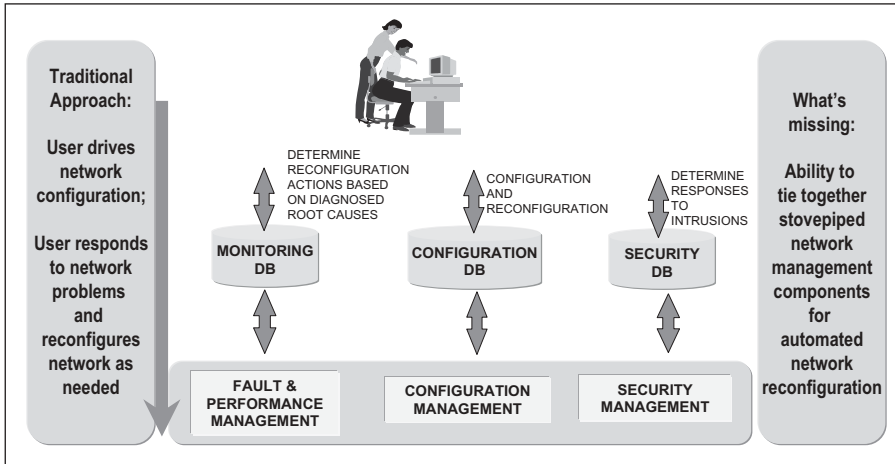 Traditional
Approach:
User drives
network
configuration;
User responds
to network
problems
and
reconfigures
network as
needed
DETERMINE
RECONFIGURATION
ACTIONS BASED
ON DIAGNOSED
ROOT CAUSES
CONFIGURATION
AND
RECONFIGURATION
DETERMINE
RESPONSES
TO
INTRUSIONS
MONITORING
DB
CONFIGURATION
DB
SECURITY
DB
FAULT &
PERFORMANCE
MANAGEMENT
CONFIGURATION
MANAGEMENT
SECURITY
MANAGEMENT
What's
missing:
Ability to
tie together
stovepiped
network
management
components
for
automated
network
reconfiguration